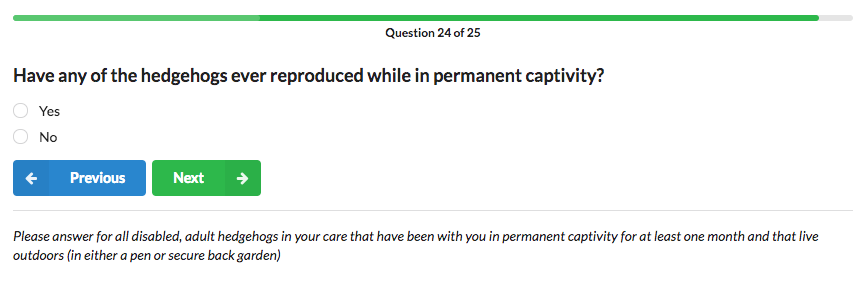 Question 24 of 25
Have any of the hedgehogs ever reproduced while in permanent captivity?
Yes
No
Previous
Next
Please answer for all disabled, adult hedgehogs in your care that have been with you in permanent captivity for at least one month and that live
outdoors (in either a pen or secure back garden)